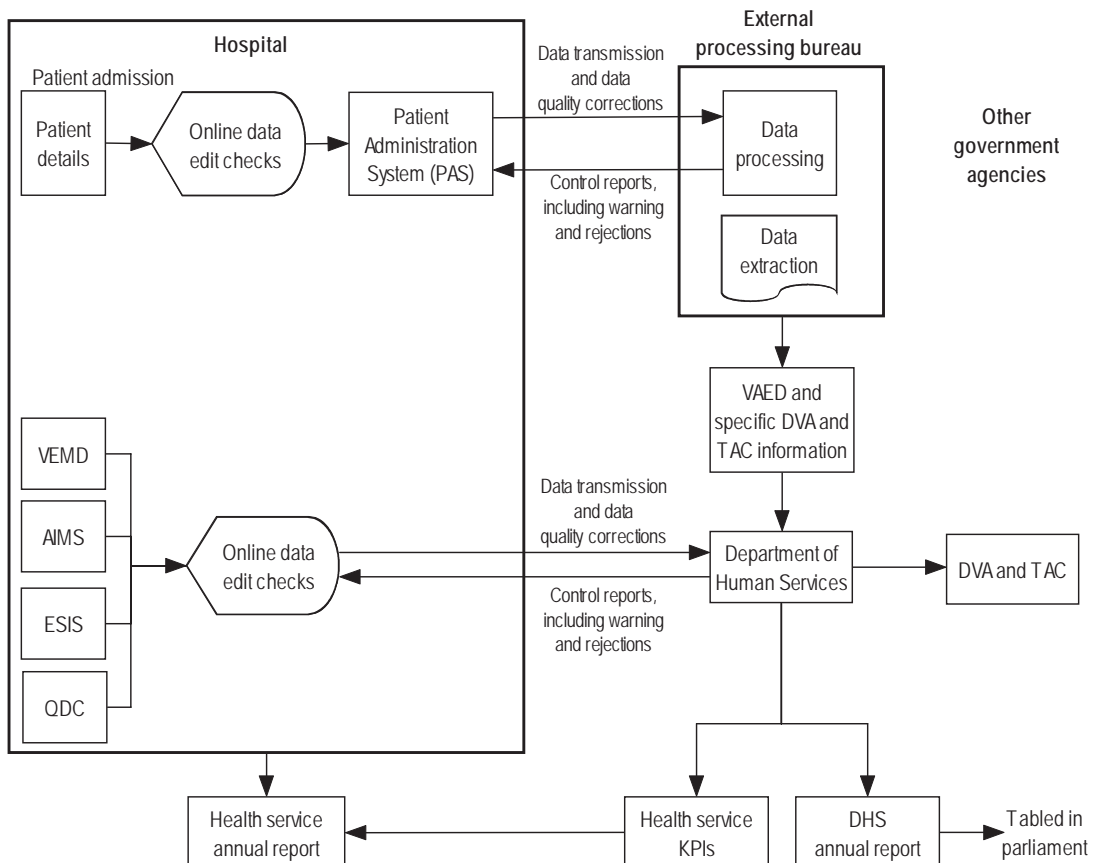 Hospital
Patient admission
Patient
details
Online data
edit checks
Patient
Administration
System (PAS)
Data transmission
and data
quality corrections
Control reports,
including warning
and rejections
External
processing bureau
Data
processing
Data
extraction
Other
government
agencies
VAED and
specific DVA and
TAC information
VEMD
AIMS
ESIS
QDC
Online data
edit checks
Data transmission
and data
quality corrections
Control reports,
including warning
and rejections
Department of
Human Services
DVA and TAC
Health service
annual report
Health service
KPIs
DHS
annual report
Tabled in
parliament